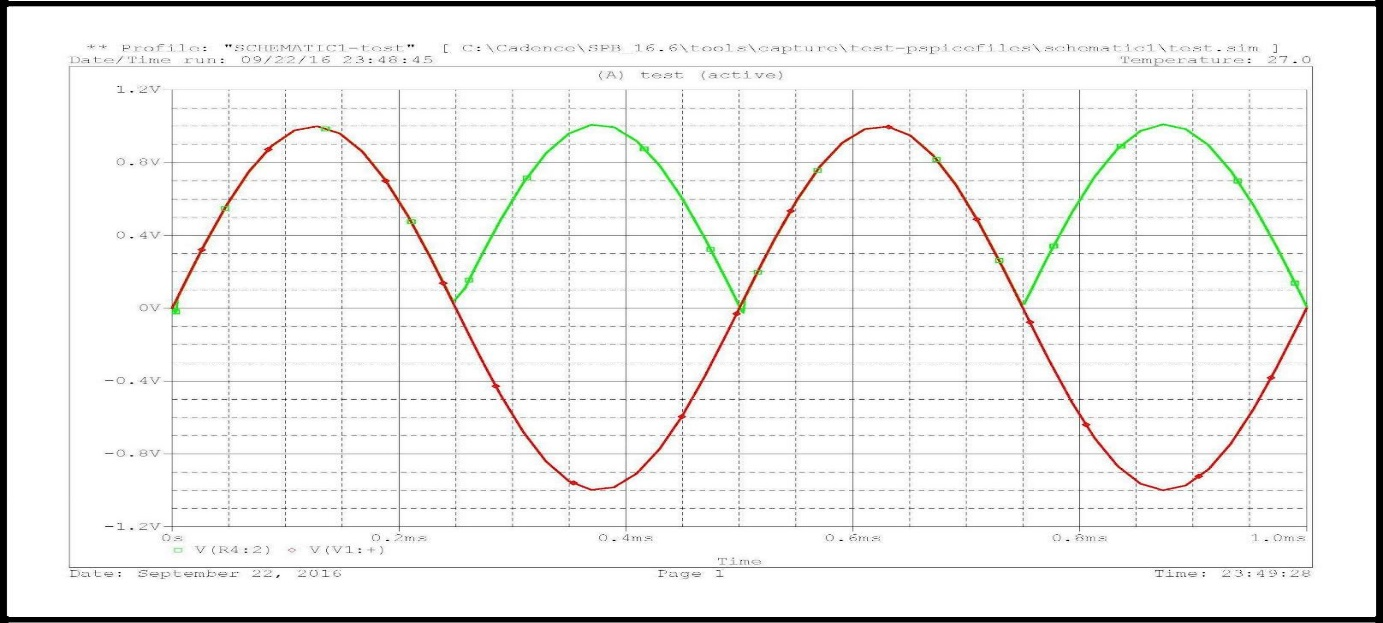 ** Profile: "SCHEMATIC1-test" [ C:\Cadence\SPB_16.6\tools\capture\test-pspicefiles\schematic1\test.sim ]
Date/Time run: 09/22/16 23:48:45 Temperature: 27.0
(A) test (active)
1.2V
0.8V
0.4V
0V
-0.4V
-0.8V
-1.2V
0s 0.2ms 0.4ms 0.6ms 0.8ms 1.0ms
V(R4:2) V(V1:+)
Time
Date: September 22, 2016 Page 1 Time: 23:49:28